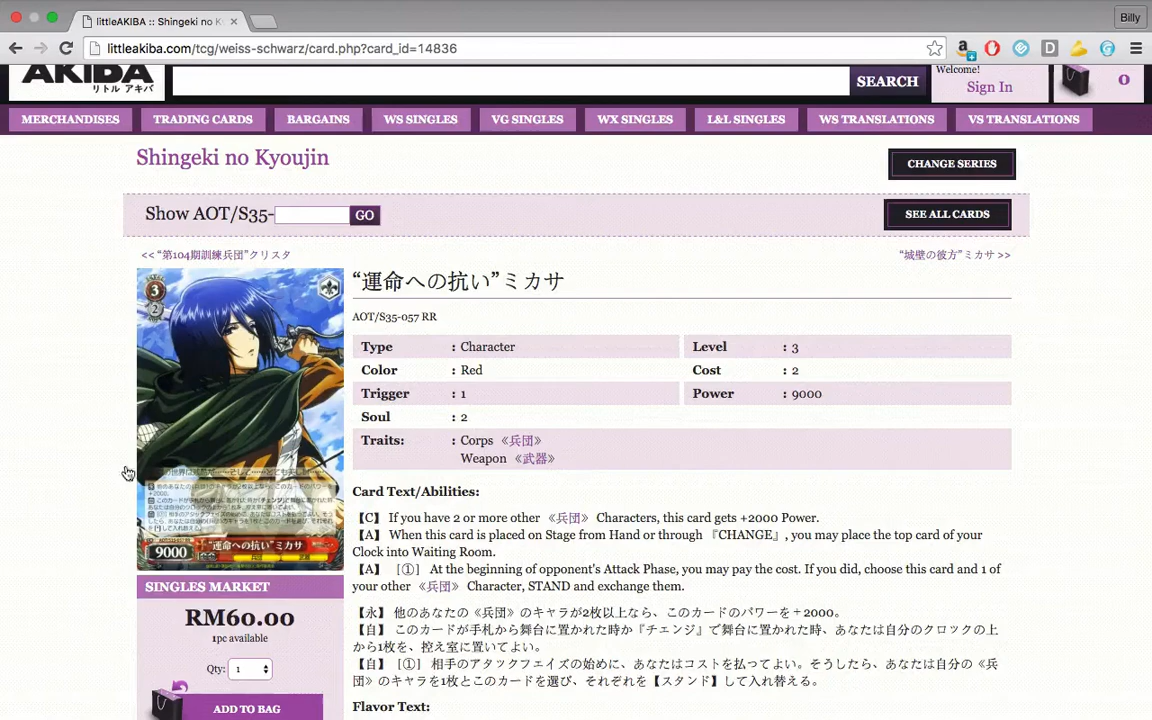 littleAKIBA :: Shingeki no K
Billy
littleakiba.com/tcg/weiss-schwarz/card.php?card_id=14836
AKIBA
リトル アキバ
SEARCH
Welcome!
Sign In
0
MERCHANDISES TRADING CARDS BARGAINS WS SINGLES VG SINGLES WX SINGLES L&L SINGLES WS TRANSLATIONS VS TRANSLATIONS
Shingeki no Kyoujin
CHANGE SERIES
Show AOT/S35-
GO
SEE ALL CARDS
<< “第104期訓練兵団”クリスタ
“城壁の彼方”ミカサ >>
3
2
9000
“運命への抗い”ミカサ
“運命への抗い”ミカサ
AOT/S35-057 RR
Type : Character Level : 3
Color : Red Cost : 2
Trigger : 1 Power : 9000
Soul : 2
Traits: : Corps 《兵団》
Weapon 《武器》
Card Text/Abilities:
【C】 If you have 2 or more other 《兵団》 Characters, this card gets +2000 Power.
【A】 When this card is placed on Stage from Hand or through 『CHANGE』, you may place the top card of your
Clock into Waiting Room.
【A】 [①] At the beginning of opponent's Attack Phase, you may pay the cost. If you did, choose this card and 1 of
your other 《兵団》 Character, STAND and exchange them.
【永】 他のあなたの《兵団》のキャラが2枚以上なら、このカードのパワーを＋2000。
【自】 このカードが手札から舞台に置かれた時か『チェンジ』で舞台に置かれた時、あなたは自分のクロックの上
から1枚を、控え室に置いてよい。
【自】 [①] 相手のアタックフェイズの始めに、あなたはコストを払ってよい。そうしたら、あなたは自分の《兵
団》のキャラを1枚とこのカードを選び、それぞれを【スタンド】して入れ替える。
Flavor Text:
SINGLES MARKET
RM60.00
1pc available
Qty: 1
ADD TO BAG